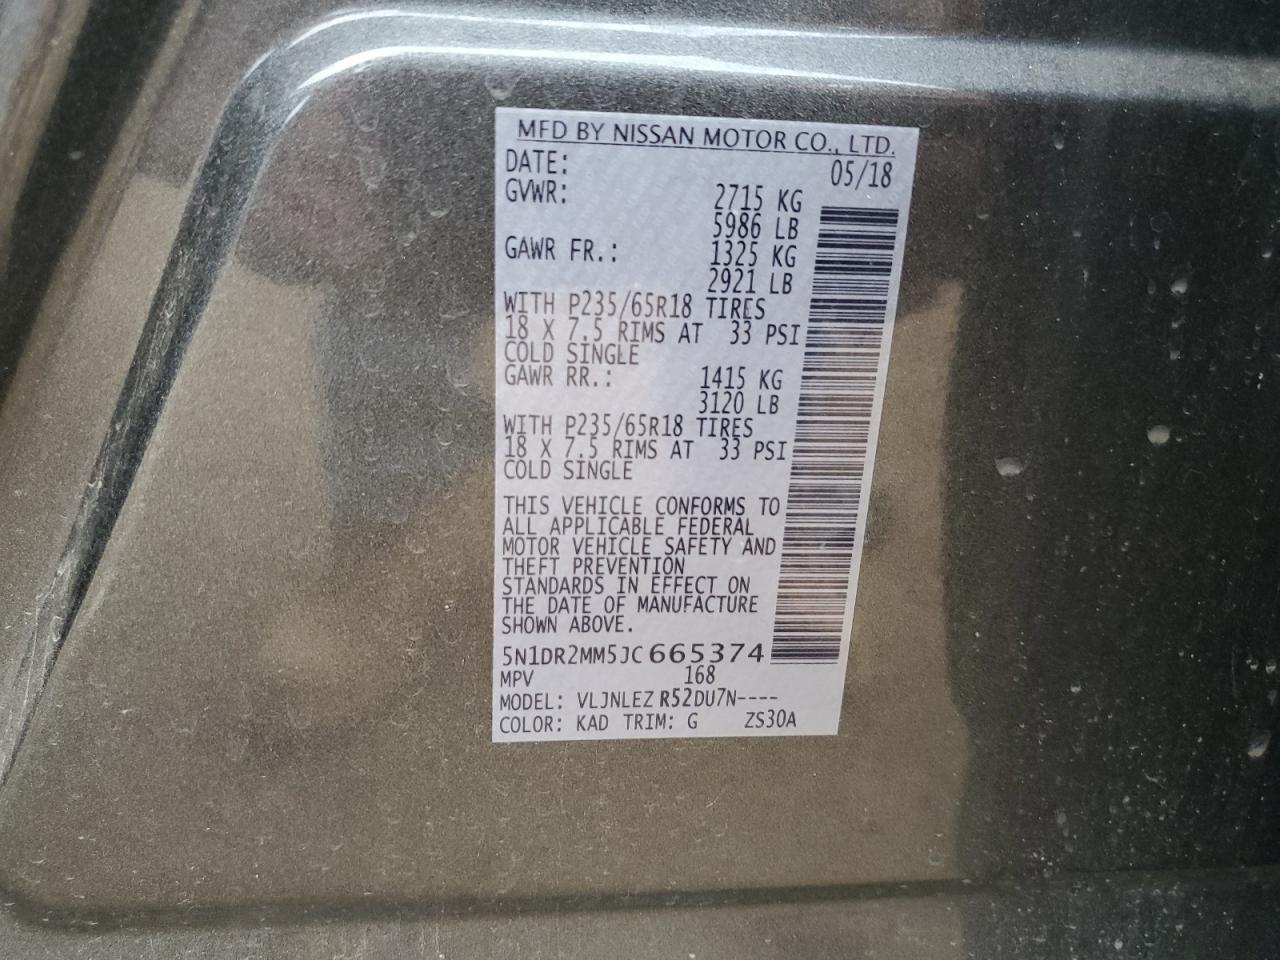 MFD BY NISSAN MOTOR CO., LTD.
DATE: 05/18
GVWR: 2715 KG
5986 LB
GAWR FR.: 1325 KG
2921 LB
WITH P235/65R18 TIRES
18 X 7.5 RIMS AT 33 PSI
COLD SINGLE
GAWR RR.: 1415 KG
3120 LB
WITH P235/65R18 TIRES
18 X 7.5 RIMS AT 33 PSI
COLD SINGLE
THIS VEHICLE CONFORMS TO
ALL APPLICABLE FEDERAL
MOTOR VEHICLE SAFETY AND
THEFT PREVENTION
STANDARDS IN EFFECT ON
THE DATE OF MANUFACTURE
SHOWN ABOVE.
5N1DR2MM5JC665374
MPV 168
MODEL: VLJNLEZ R52DU7N----
COLOR: KAD TRIM: G ZS30A